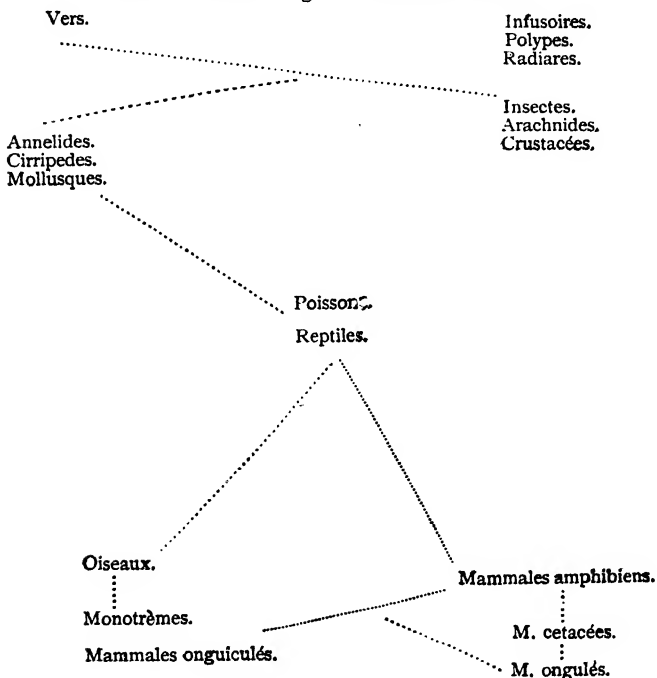 Vers.
Infusoires.
Polypes.
Radiares.
Insectes.
Arachnides.
Crustacées.
Annelides.
Cirripedes.
Mollusques.
Poissons.
Reptiles.
Oiseaux.
Monotrèmes.
Mammales onguiculés.
Mammales amphibiens.
M. cetacées.
M. ongulés.